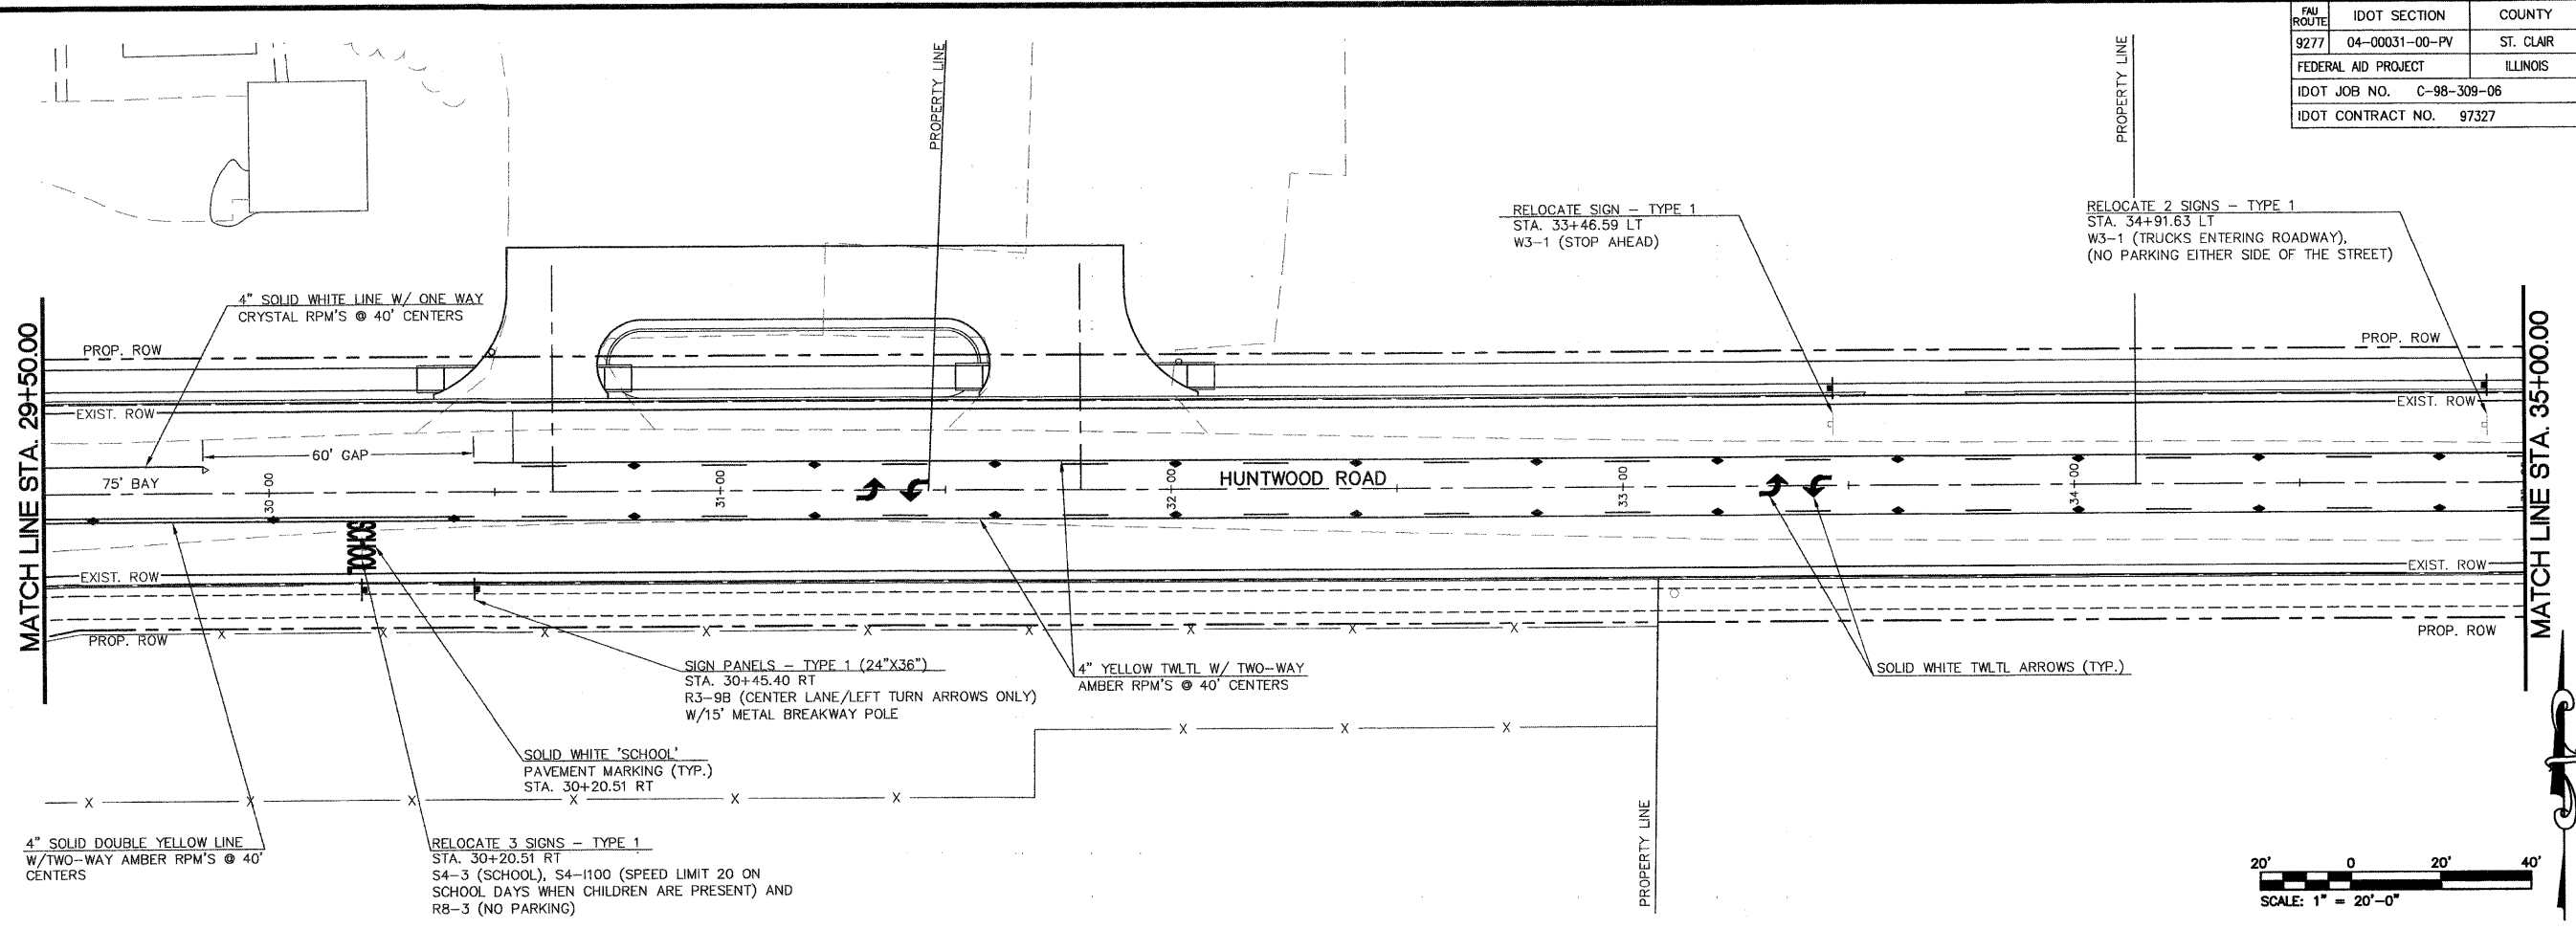 FAU ROUTE IDOT SECTION COUNTY
9277 04-00031-00-PV ST. CLAIR
FEDERAL AID PROJECT ILLINOIS
IDOT JOB NO. C-98-309-06
IDOT CONTRACT NO. 97327
PROPERTY LINE
PROPERTY LINE
RELOCATE SIGN - TYPE 1
STA. 33+46.59 LT
W3-1 (STOP AHEAD)
RELOCATE 2 SIGNS - TYPE 1
STA. 34+91.63 LT
W3-1 (TRUCKS ENTERING ROADWAY),
(NO PARKING EITHER SIDE OF THE STREET)
4" SOLID WHITE LINE W/ ONE WAY
CRYSTAL RPM'S @ 40' CENTERS
MATCH LINE STA. 29+50.00
MATCH LINE STA. 35+00.00
PROP. ROW
PROP. ROW
EXIST. ROW
EXIST. ROW
60' GAP
75' BAY
30+00
31+00
32+00
HUNTWOOD ROAD
33+00
34+00
SCHOOL
EXIST. ROW
EXIST. ROW
PROP. ROW
PROP. ROW
X X X X X X X X X
SIGN PANELS - TYPE 1 (24"X36")
STA. 30+45.40 RT
R3-9B (CENTER LANE/LEFT TURN ARROWS ONLY)
W/15' METAL BREAKWAY POLE
4" YELLOW TWLTL W/ TWO-WAY
AMBER RPM'S @ 40' CENTERS
SOLID WHITE TWLTL ARROWS (TYP.)
X X X
SOLID WHITE 'SCHOOL'
PAVEMENT MARKING (TYP.)
STA. 30+20.51 RT
X X X X X X
PROPERTY LINE
4" SOLID DOUBLE YELLOW LINE
W/TWO-WAY AMBER RPM'S @ 40'
CENTERS
RELOCATE 3 SIGNS - TYPE 1
STA. 30+20.51 RT
S4-3 (SCHOOL), S4-I100 (SPEED LIMIT 20 ON
SCHOOL DAYS WHEN CHILDREN ARE PRESENT) AND
R8-3 (NO PARKING)
20' 0 20' 40'
SCALE: 1" = 20'-0"